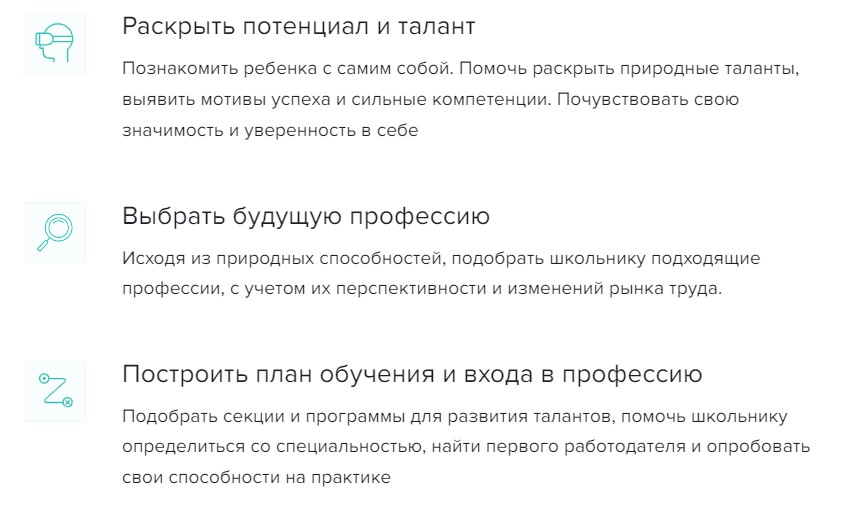 Раскрыть потенциал и талант
Познакомить ребенка с самим собой. Помочь раскрыть природные таланты,
выявить мотивы успеха и сильные компетенции. Почувствовать свою
значимость и уверенность в себе
Выбрать будущую профессию
Исходя из природных способностей, подобрать школьнику подходящие
профессии, с учетом их перспективности и изменений рынка труда.
Построить план обучения и входа в профессию
Подобрать секции и программы для развития талантов, помочь школьнику
определиться со специальностью, найти первого работодателя и опробовать
свои способности на практике